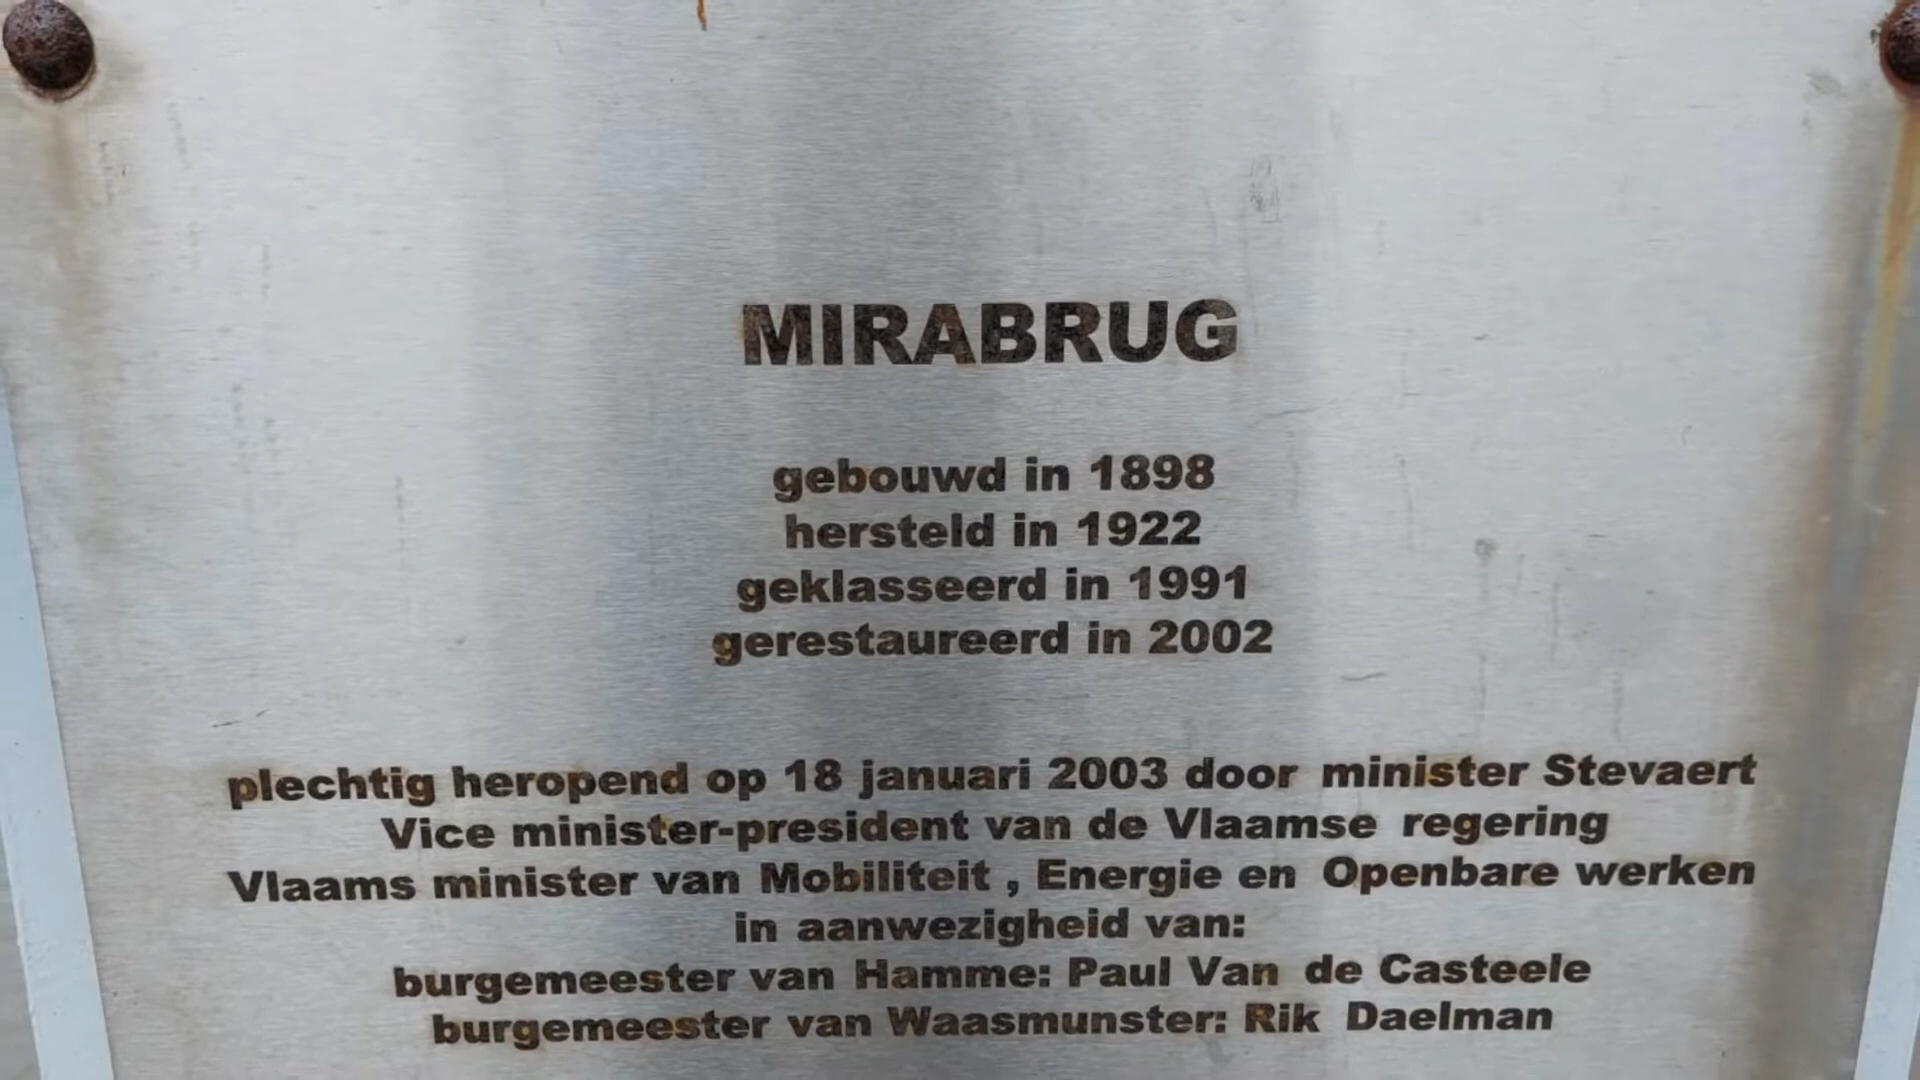 MIRABRUG
gebouwd in 1898
hersteld in 1922
geklasseerd in 1991
gerestaureerd in 2002
plechtig heropend op 18 januari 2003 door minister Stevaert
Vice minister-president van de Vlaamse regering
Vlaams minister van Mobiliteit , Energie en Openbare werken
in aanwezigheid van:
burgemeester van Hamme: Paul Van de Casteele
burgemeester van Waasmunster: Rik Daelman